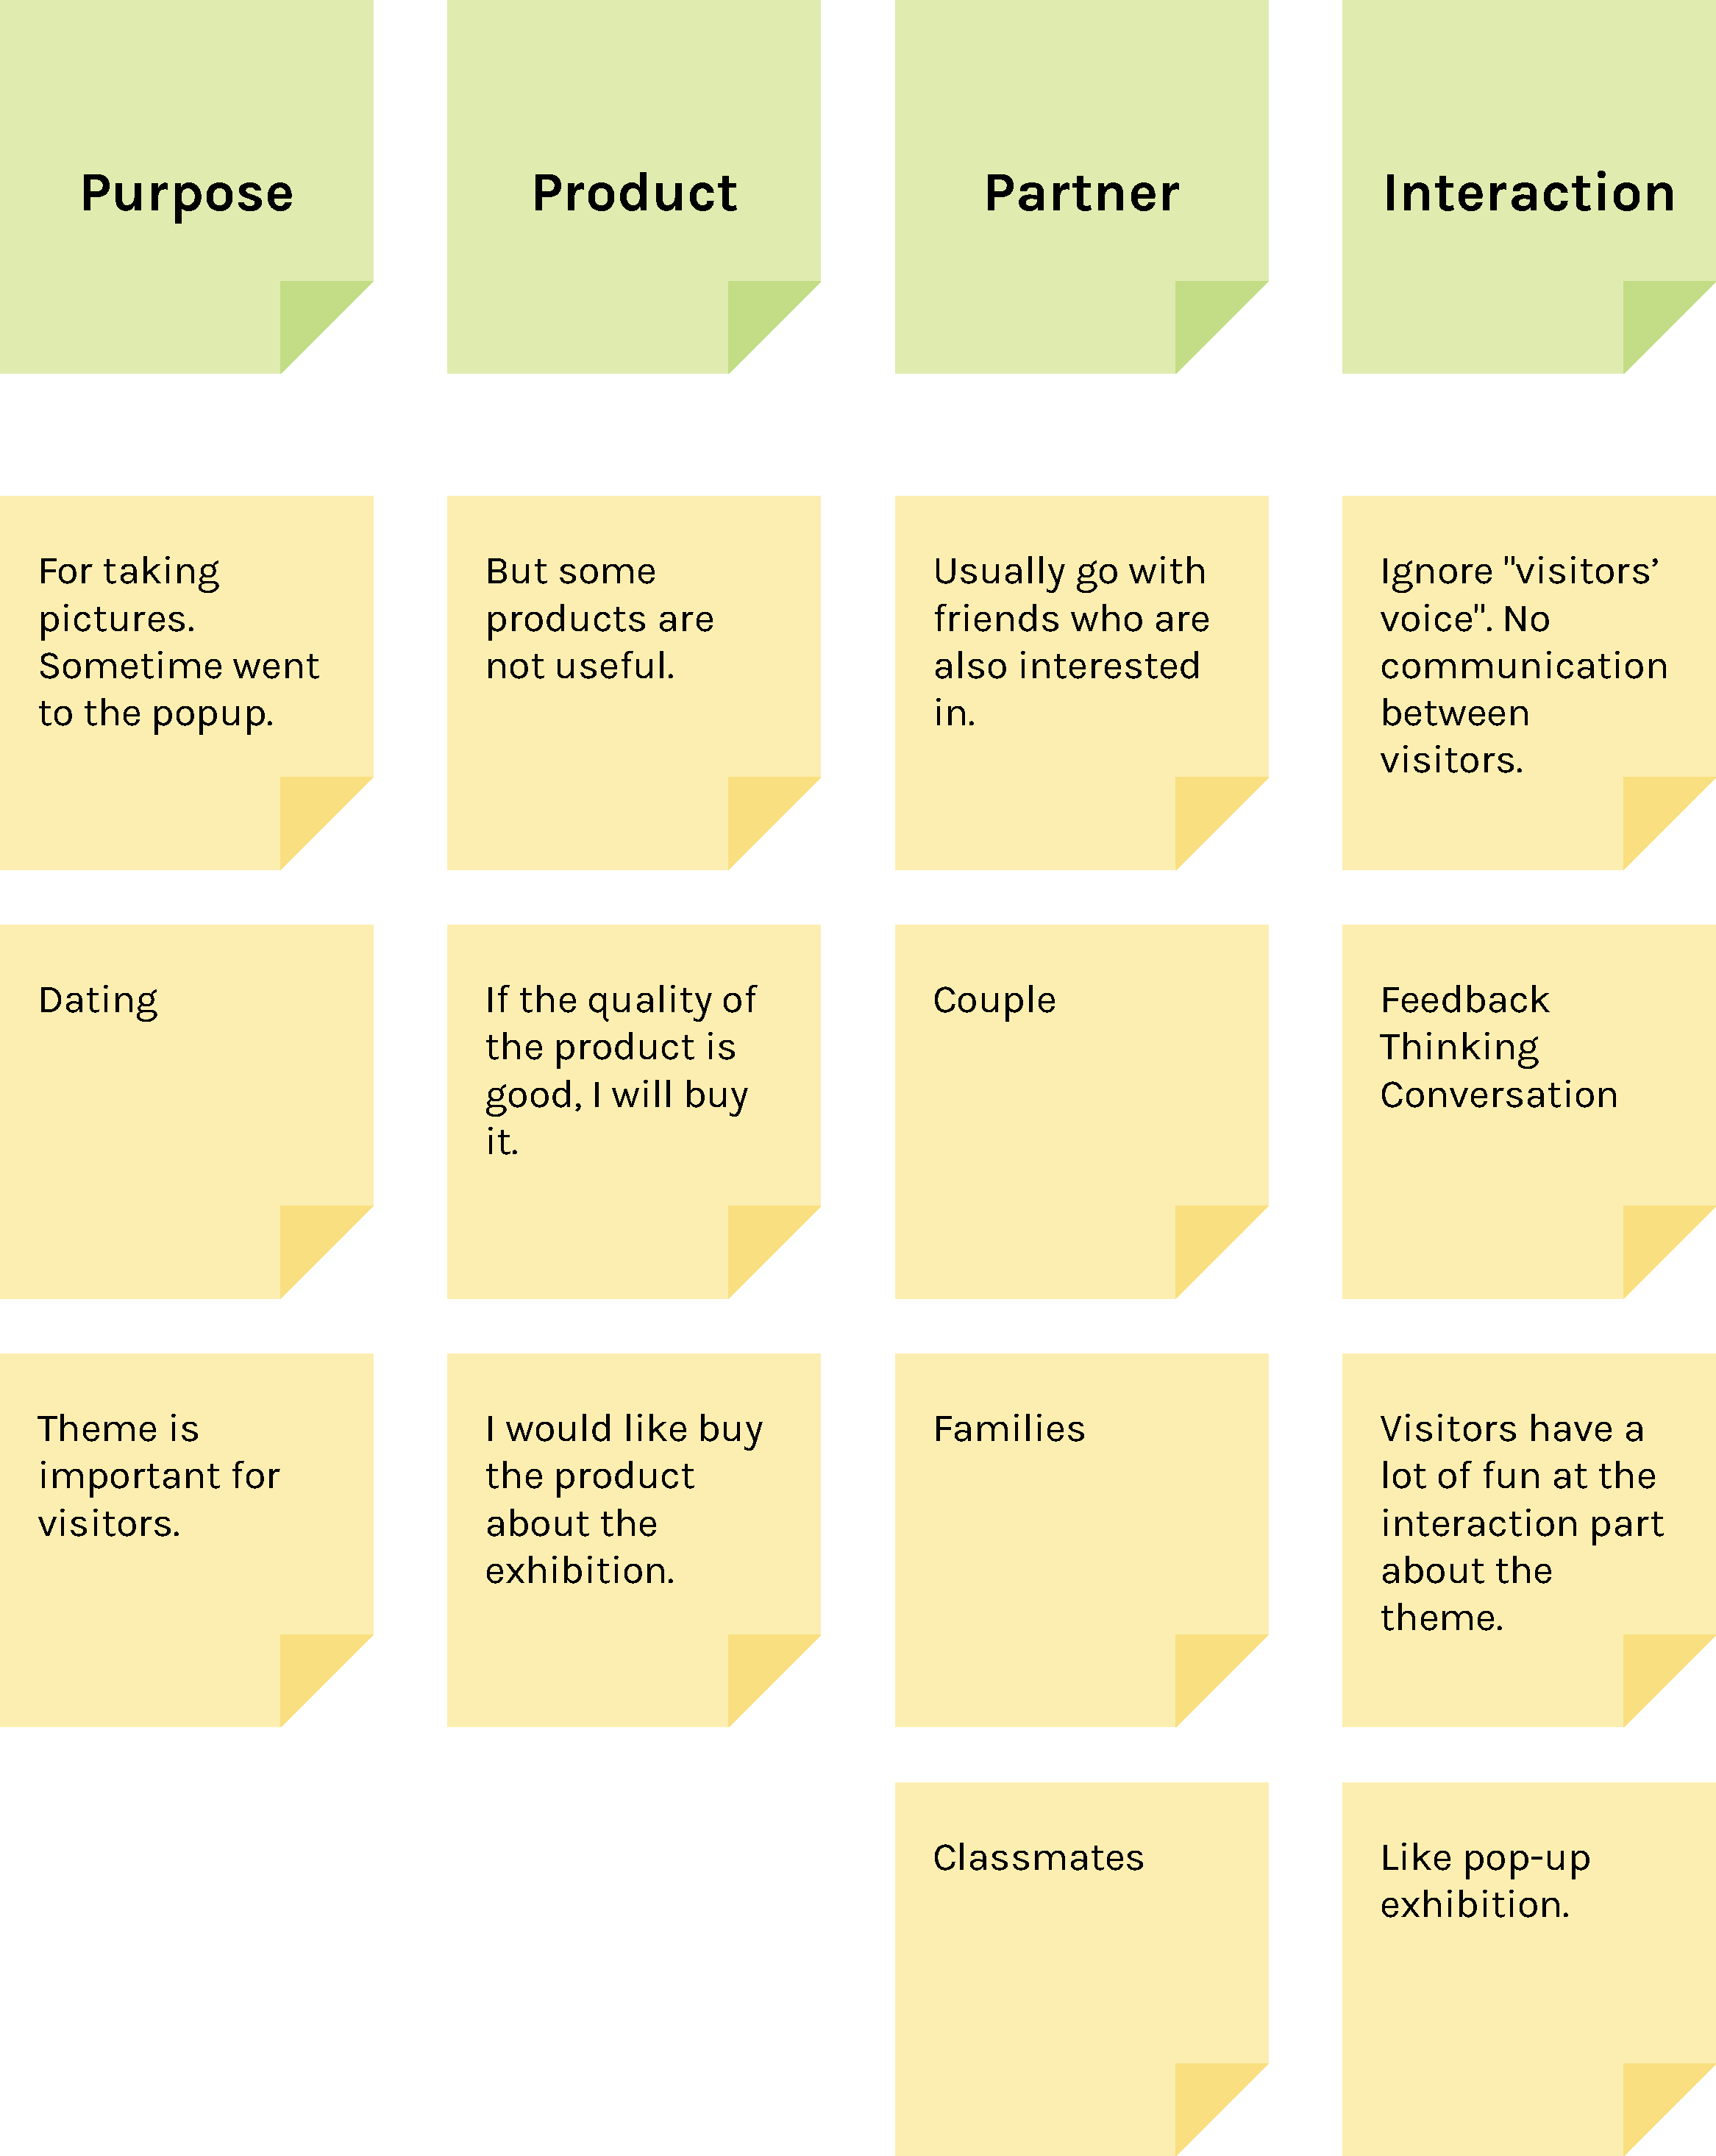 Purpose
Product
Partner
Interaction
For taking
pictures.
Sometime went
to the popup.
But some
products are
not useful.
Usually go with
friends who are
also interested
in.
Ignore "visitors’
voice". No
communication
between
visitors.
Dating
If the quality of
the product is
good, I will buy
it.
Couple
Feedback
Thinking
Conversation
Theme is
important for
visitors.
I would like buy
the product
about the
exhibition.
Families
Visitors have a
lot of fun at the
interaction part
about the
theme.
Classmates
Like pop-up
exhibition.